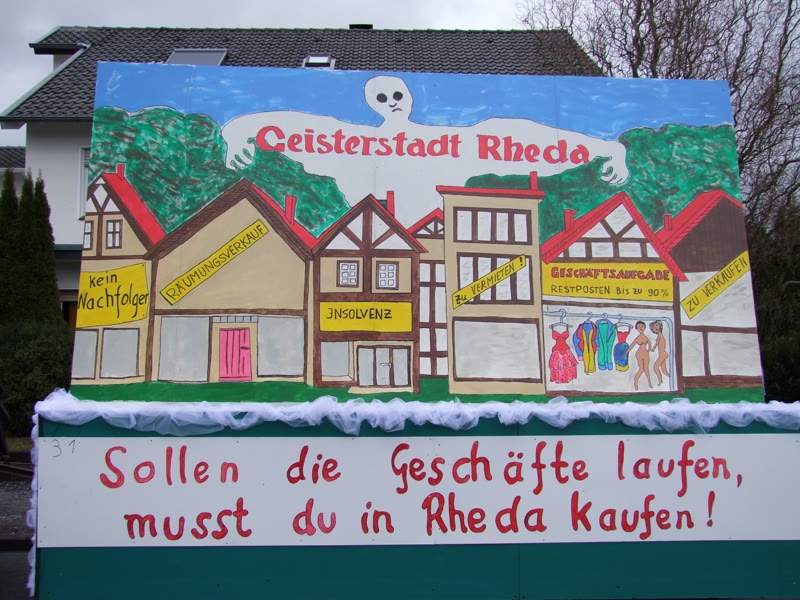 Geisterstadt Rheda
kein
Nachfolger
RÄUMUNGSVERKAUF
INSOLVENZ
ZU VERMIETEN!
GESCHÄFTSAUFGABE
RESTPOSTEN BIS ZU 90%
ZU VERKAUFEN
31
Sollen die Geschäfte laufen,
musst du in Rheda kaufen!